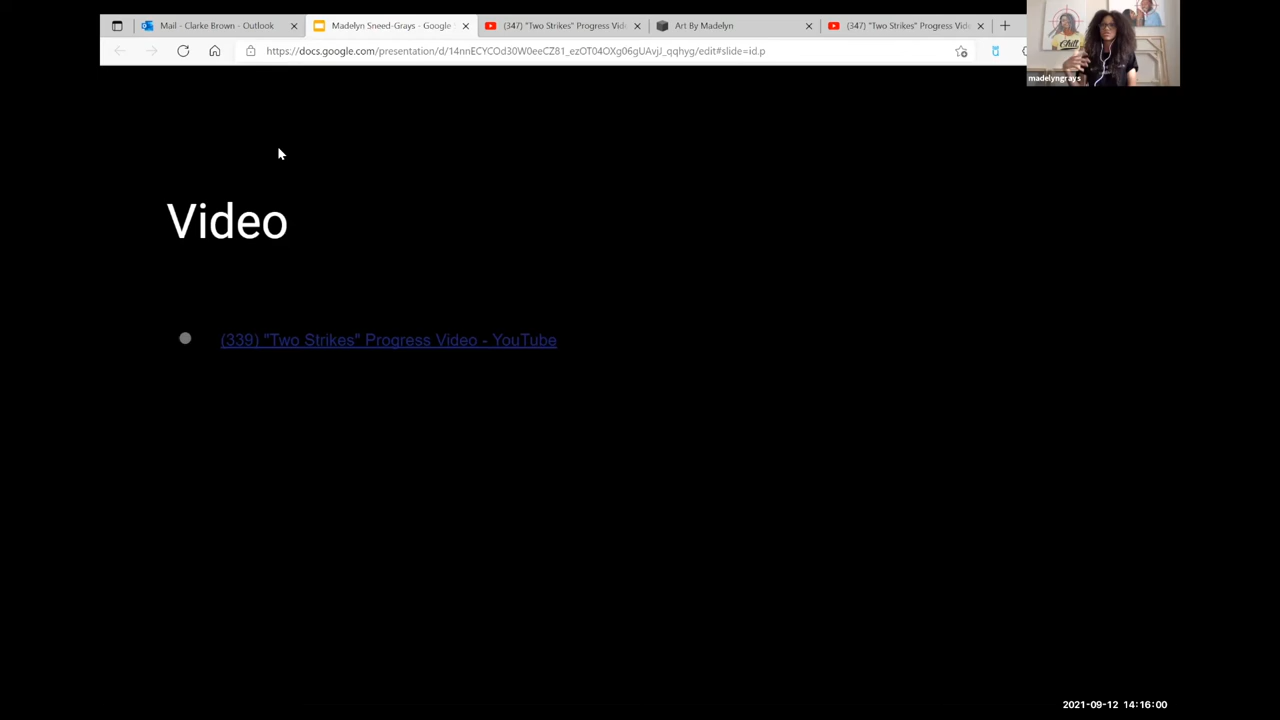 Mail - Clarke Brown - Outlook
Madelyn Sneed-Grays - Google
(347) "Two Strikes" Progress Vid
Art By Madelyn
(347) "Two Strikes" Progress Vid
https://docs.google.com/presentation/d/14nnECYCOd30W0eeCZ81_ezOT04OXg06gUAvjJ_qqhyg/edit#slide=id.p
Chill
madelyngrays
Video
(339) "Two Strikes" Progress Video - YouTube
2021-09-12 14:16:00